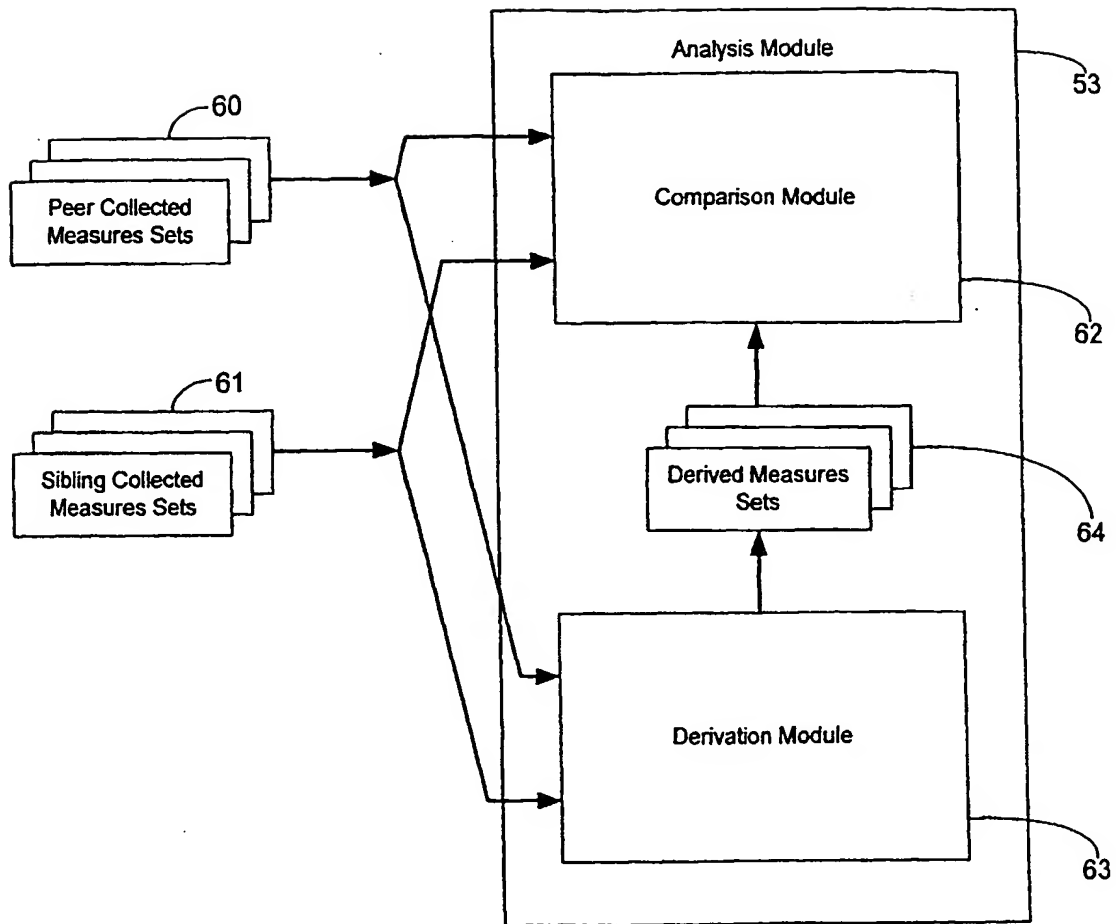 Analysis Module
53
60
Peer Collected
Measures Sets
Comparison Module
62
61
Sibling Collected
Measures Sets
Derived Measures
Sets
64
Derivation Module
63